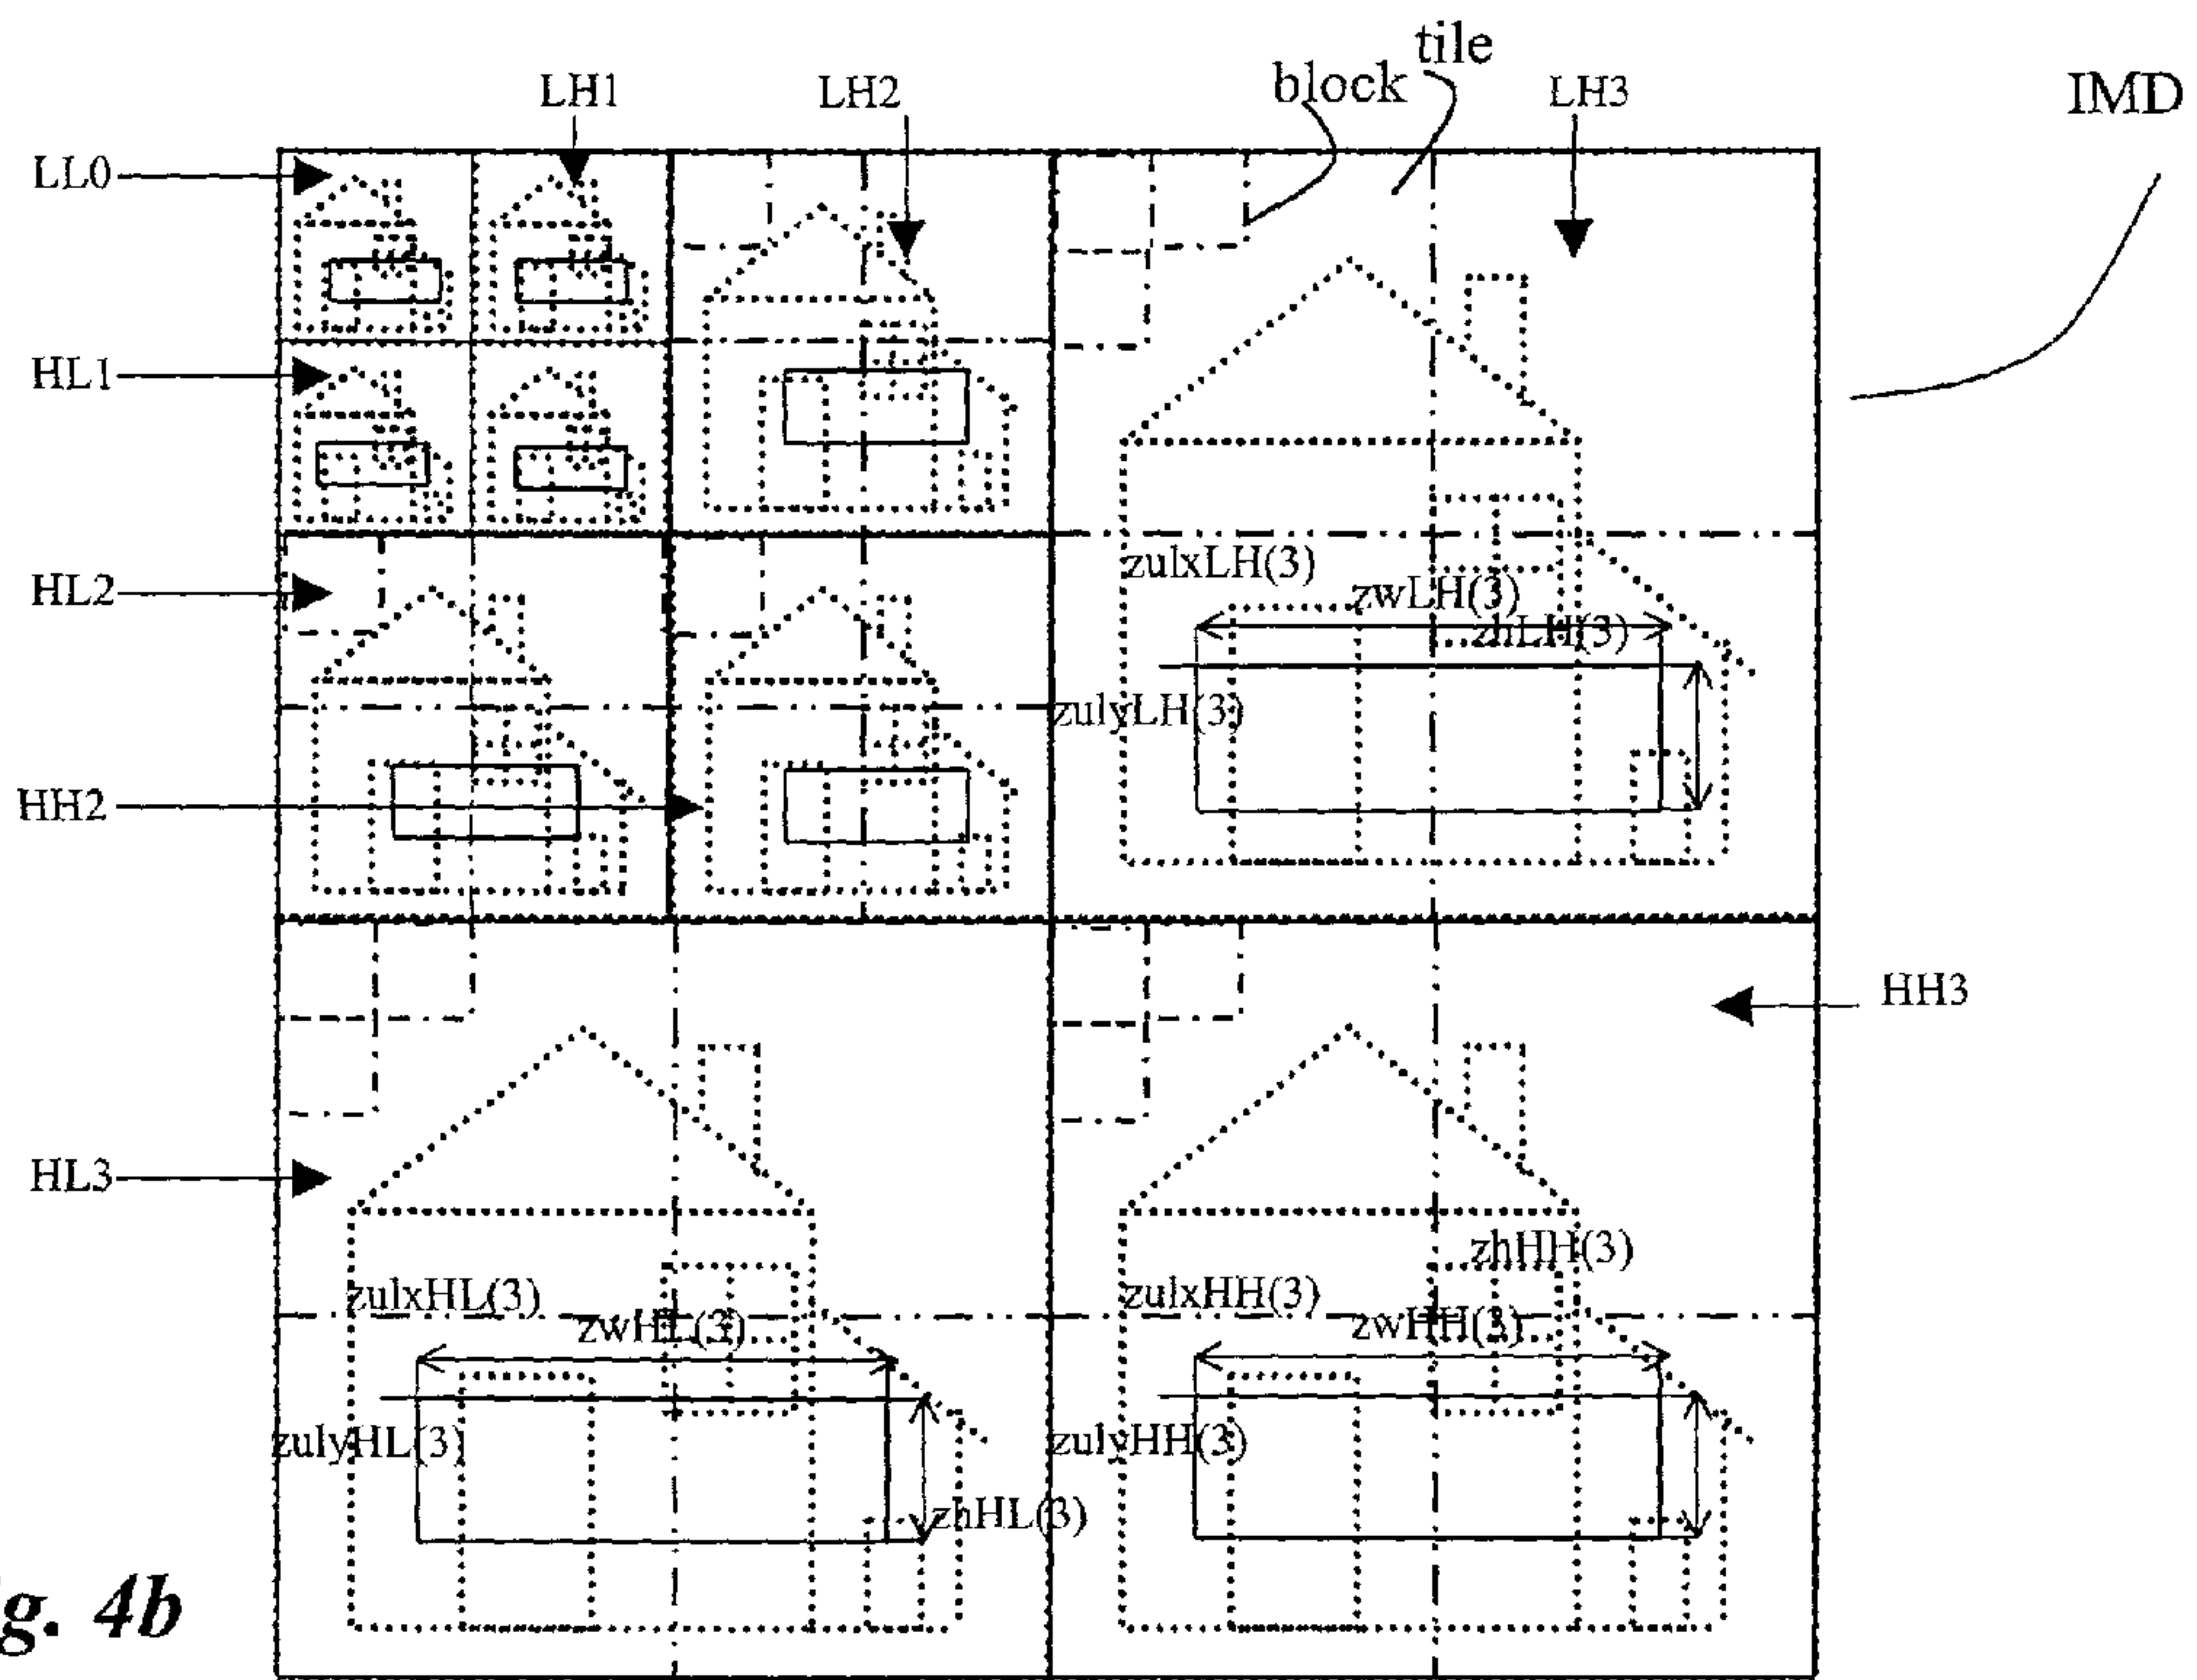 tile
block
LH1
LH2
LH3
IMD
LL0
HL1
HL2
zulxLH(3)
zwLH(3)
zhLH(3)
zulyLH(3)
HH2
HH3
HL3
zhHH(3)
zulxHL(3)
zulxHH(3)
zwHL(3)
zwHH(3)
zulyHL(3)
zulyHH(3)
zhHL(3)
g. 4b